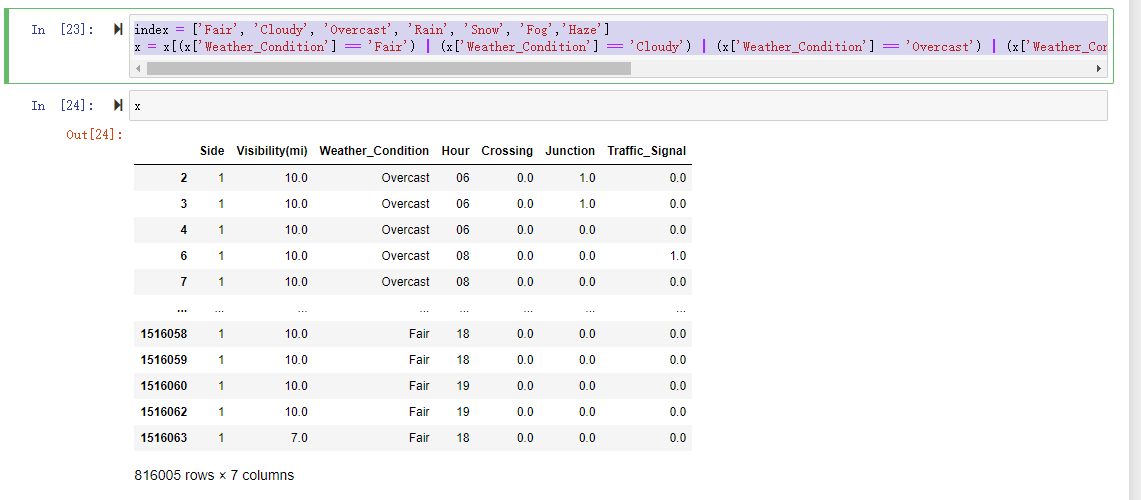 In [23]:
index = ['Fair', 'Cloudy', 'Overcast', 'Rain', 'Snow', 'Fog','Haze']
x = x[(x['Weather_Condition'] == 'Fair') | (x['Weather_Condition'] == 'Cloudy') | (x['Weather_Condition'] == 'Overcast') | (x['Weather_Con
In [24]:
x
Out[24]:
Side Visibility(mi) Weather_Condition Hour Crossing Junction Traffic_Signal
2 1 10.0 Overcast 06 0.0 1.0 0.0
3 1 10.0 Overcast 06 0.0 1.0 0.0
4 1 10.0 Overcast 06 0.0 0.0 0.0
6 1 10.0 Overcast 08 0.0 0.0 1.0
7 1 10.0 Overcast 08 0.0 0.0 0.0
... ... ... ... ... ... ... ...
1516058 1 10.0 Fair 18 0.0 0.0 0.0
1516059 1 10.0 Fair 18 0.0 0.0 0.0
1516060 1 10.0 Fair 19 0.0 0.0 0.0
1516062 1 10.0 Fair 19 0.0 0.0 0.0
1516063 1 7.0 Fair 18 0.0 0.0 0.0
816005 rows × 7 columns